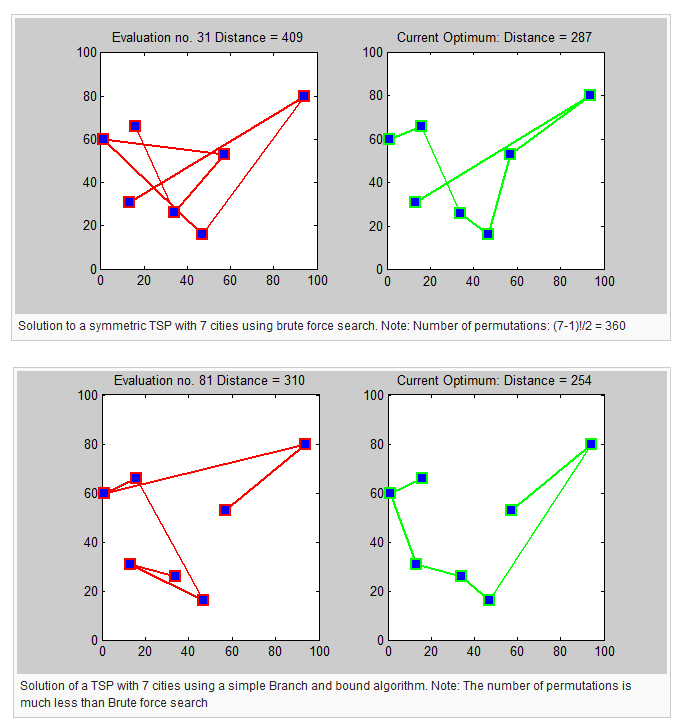 Evaluation no. 31 Distance = 409
Current Optimum: Distance = 287
100
80
60
40
20
0
0 20 40 60 80 100
100
80
60
40
20
0
0 20 40 60 80 100
Solution to a symmetric TSP with 7 cities using brute force search. Note: Number of permutations: (7-1)!/2 = 360
Evaluation no. 81 Distance = 310
Current Optimum: Distance = 254
100
80
60
40
20
0
0 20 40 60 80 100
100
80
60
40
20
0
0 20 40 60 80 100
Solution of a TSP with 7 cities using a simple Branch and bound algorithm. Note: The number of permutations is
much less than Brute force search